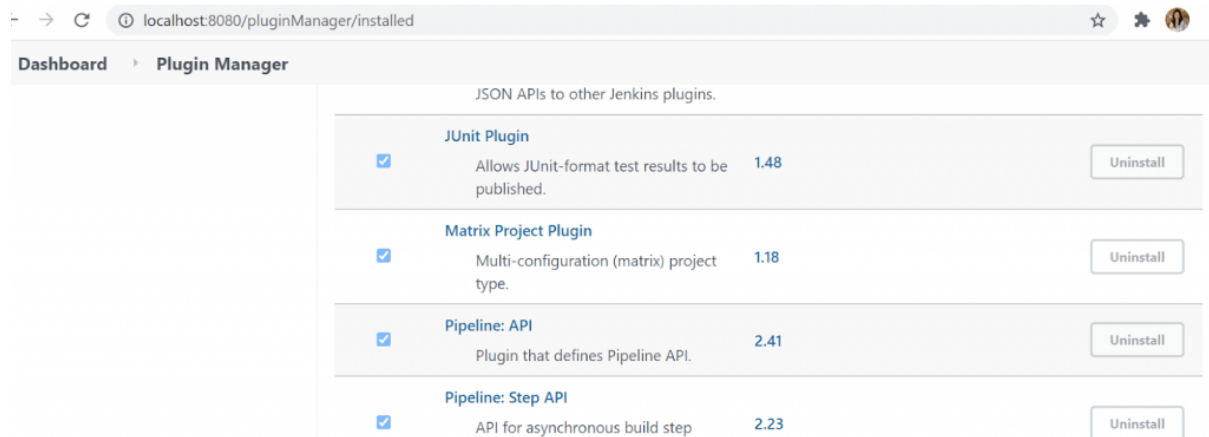 localhost:8080/pluginManager/installed
Dashboard Plugin Manager
JSON APIs to other Jenkins plugins.
JUnit Plugin
Allows JUnit-format test results to be
published.
1.48
Uninstall
Matrix Project Plugin
Multi-configuration (matrix) project
type.
1.18
Uninstall
Pipeline: API
Plugin that defines Pipeline API.
2.41
Uninstall
Pipeline: Step API
API for asynchronous build step
2.23
Uninstall